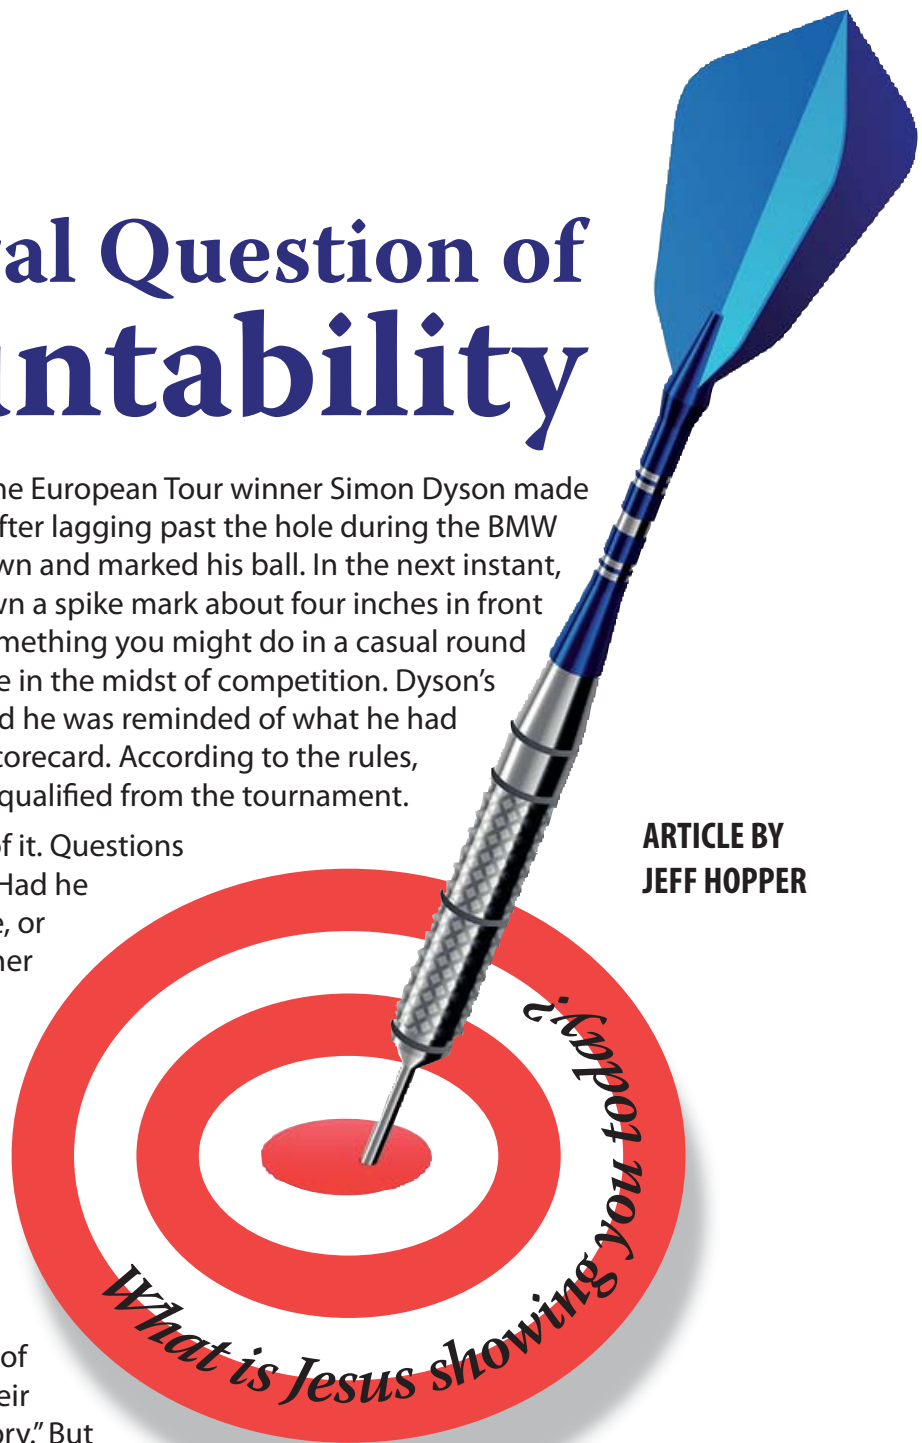 al Question of
ntability
he European Tour winner Simon Dyson made
fter lagging past the hole during the BMW
wn and marked his ball. In the next instant,
wn a spike mark about four inches in front
mething you might do in a casual round
e in the midst of competition. Dyson's
d he was reminded of what he had
corecard. According to the rules,
qualified from the tournament.
f it. Questions
Had he
e, or
her
ARTICLE BY
JEFF HOPPER
What is Jesus showing you today?
of
eir
ory." But